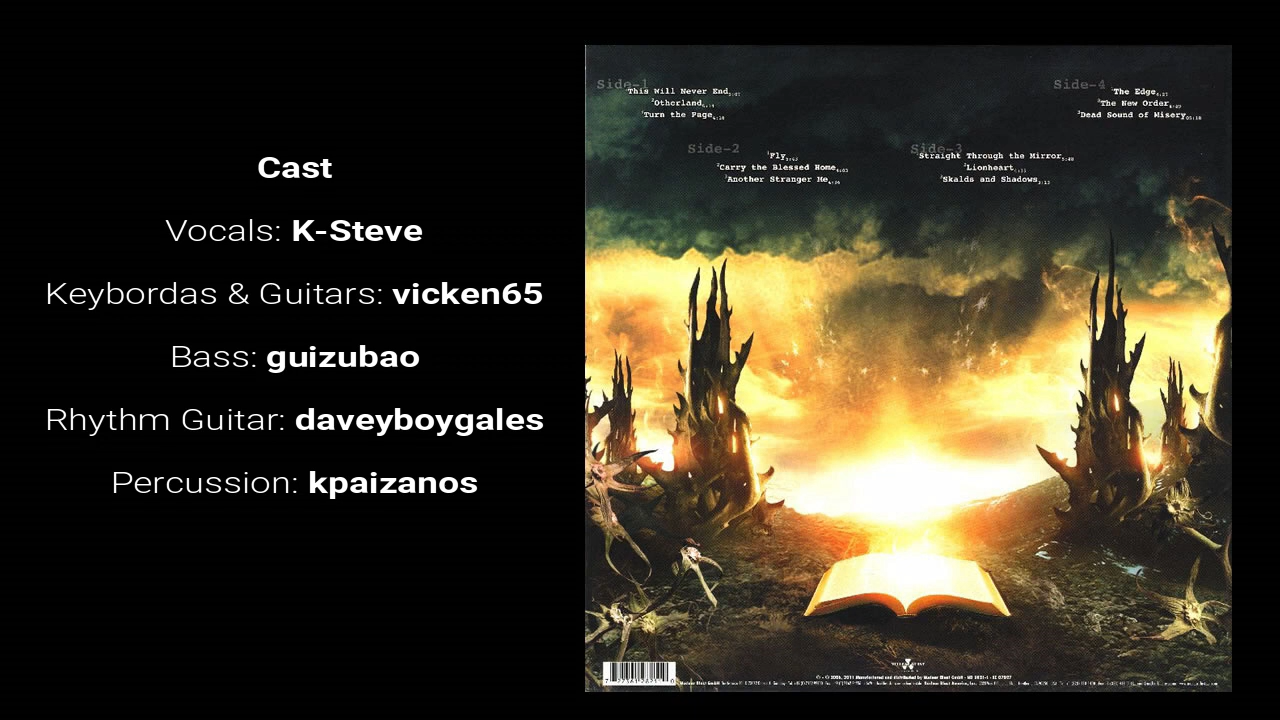 Cast
Vocals: K-Steve
Keybordas & Guitars: vicken65
Bass: guizubao
Rhythm Guitar: daveyboygales
Percussion: kpaizanos
Side-1
This Will Never End
Otherland
Turn the Page
Side-2
Fly
Carry the Blessed Home
Another Stranger Me
Side-3
Straight Through the Mirror
Lionheart
Skalds and Shadows
Side-4
The Edge
The New Order
Dead Sound of Misery